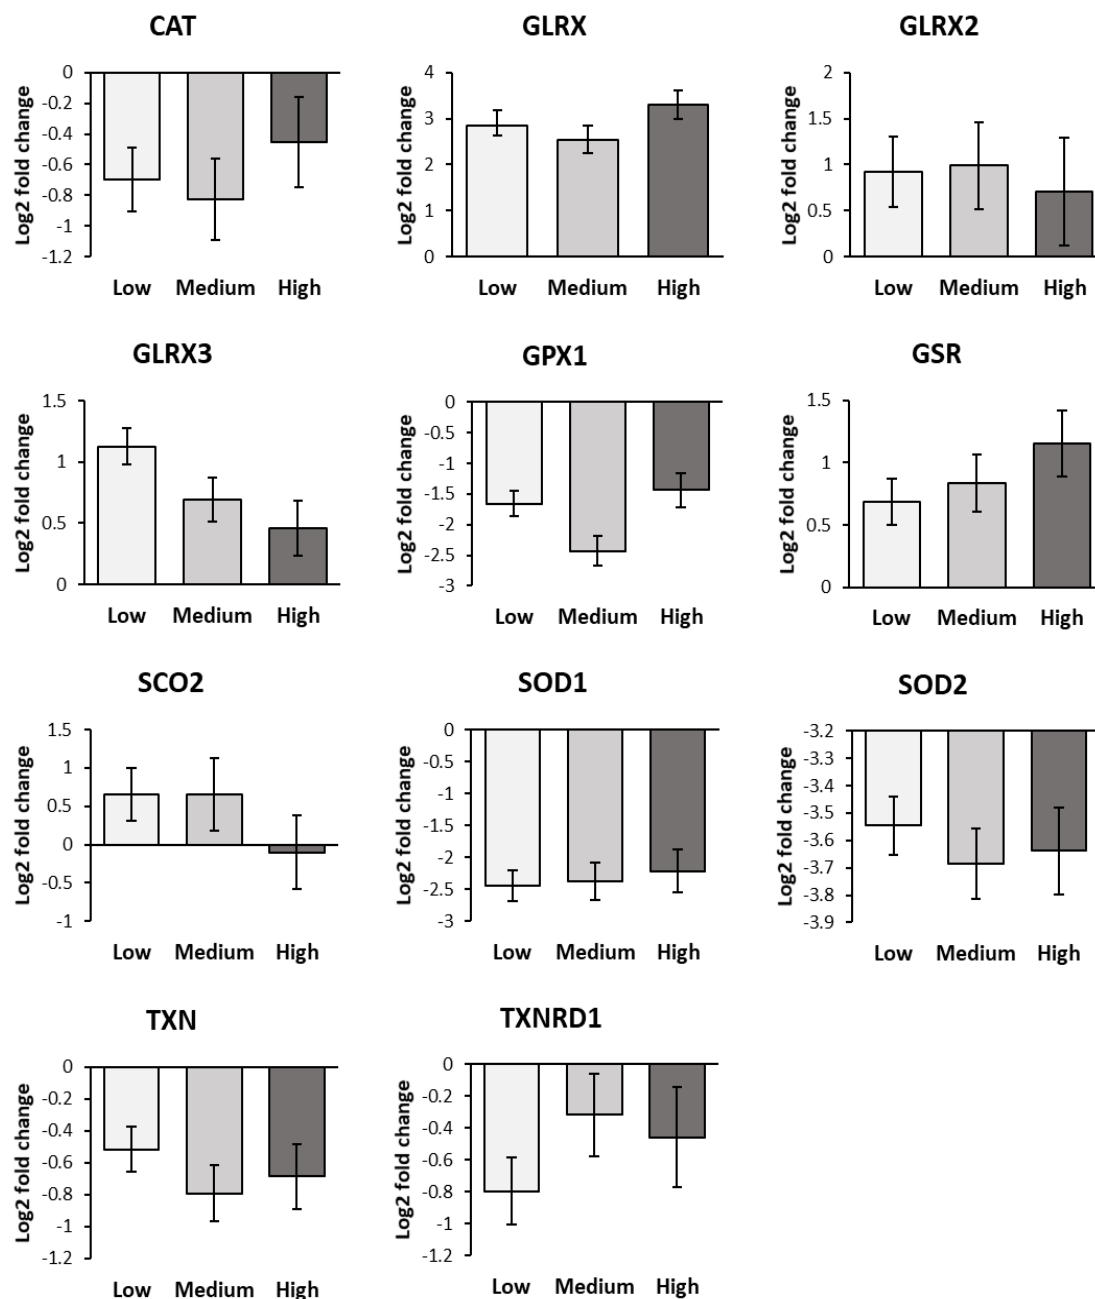 CAT
Log2 fold change
0
-0.2
-0.4
-0.6
-0.8
-1
-1.2
Low Medium High
GLRX
Log2 fold change
4
3
2
1
0
Low Medium High
GLRX2
Log2 fold change
2
1.5
1
0.5
0
Low Medium High
GLRX3
Log2 fold change
1.5
1
0.5
0
Low Medium High
GPX1
Log2 fold change
0
-0.5
-1
-1.5
-2
-2.5
-3
Low Medium High
GSR
Log2 fold change
1.5
1
0.5
0
Low Medium High
SCO2
Log2 fold change
1.5
1
0.5
0
-0.5
-1
Low Medium High
SOD1
Log2 fold change
0
-0.5
-1
-1.5
-2
-2.5
-3
Low Medium High
SOD2
Log2 fold change
-3.2
-3.3
-3.4
-3.5
-3.6
-3.7
-3.8
-3.9
Low Medium High
TXN
Log2 fold change
0
-0.2
-0.4
-0.6
-0.8
-1
-1.2
Low Medium High
TXNRD1
Log2 fold change
0
-0.2
-0.4
-0.6
-0.8
-1
-1.2
Low Medium High